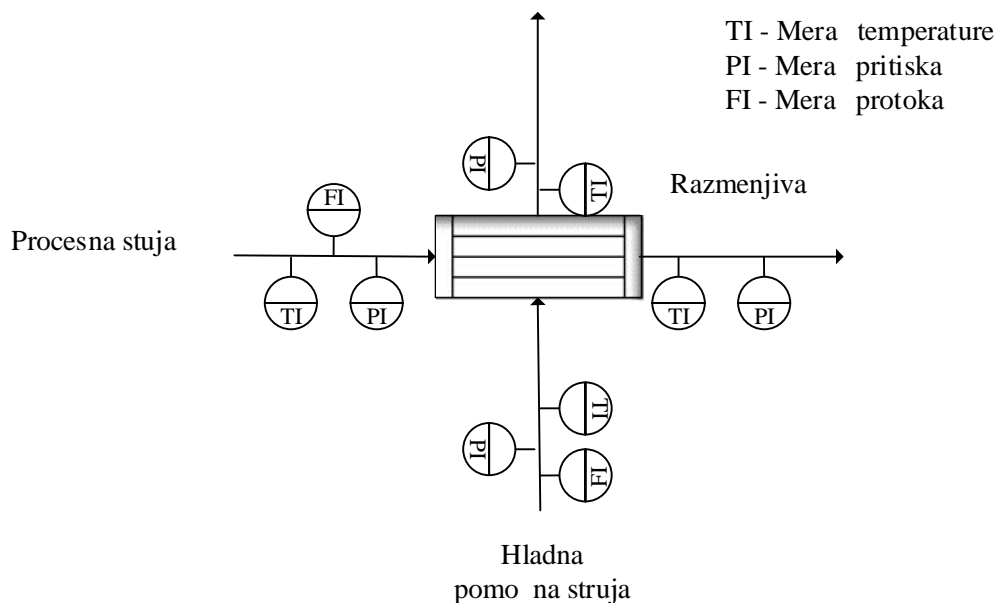 TI - Mera temperature
PI - Mera pritiska
FI - Mera protoka
PI
TI
Razmenjiva
FI
Procesna stuja
TI
PI
TI
PI
TI
PI
FI
Hladna
pomo na struja